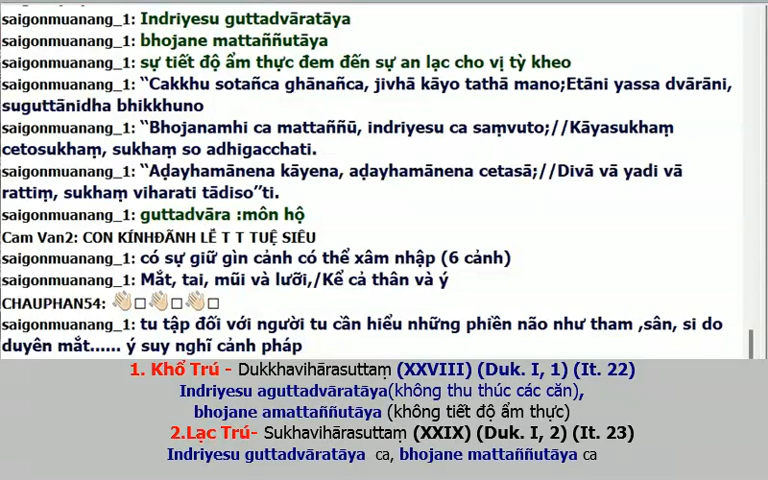 saigonmuanang_1: Indriyesu guttadvāratāya
saigonmuanang_1: bhojane mattaññutāya
saigonmuanang_1: sự tiết độ ẩm thực đem đến sự an lạc cho vị tỳ kheo
saigonmuanang_1: “Cakkhu sotañca ghānañca, jivhā kāyo tathā mano;Etāni yassa dvārāni,
suguttānidha bhikkhuno
saigonmuanang_1: “Bhojanamhi ca mattaññū, indriyesu ca saṃvuto;//Kāyasukhaṃ
cetosukhaṃ, sukhaṃ so adhigacchati.
saigonmuanang_1: “Aḍayhamānena kāyena, aḍayhamānena cetasā;//Divā vā yadi vā
rattiṃ, sukhaṃ viharati tādiso”ti.
saigonmuanang_1: guttadvāra :môn hộ
Cam Van2: CON KÍNHĐÃNH LỄ T T TUỆ SIÊU
saigonmuanang_1: có sự giữ gìn cảnh có thể xâm nhập (6 cảnh)
saigonmuanang_1: Mắt, tai, mũi và lưỡi,/Kể cả thân và ý
CHAUPHAN54: 👋🏻□👋🏻□👋🏻□
saigonmuanang_1: tu tập đối với người tu cần hiểu những phiền não như tham ,sân, si do
duyên mắt...... ý suy nghĩ cảnh pháp
1. Khổ Trú - Dukkhavihārasuttaṃ (XXVIII) (Duk. I, 1) (It. 22)
Indriyesu aguttadvāratāya(không thu thúc các căn),
bhojane amattaññutāya (không tiết độ ẩm thực)
2.Lạc Trú- Sukhavihārasuttaṃ (XXIX) (Duk. I, 2) (It. 23)
Indriyesu guttadvāratāya ca, bhojane mattaññutāya ca